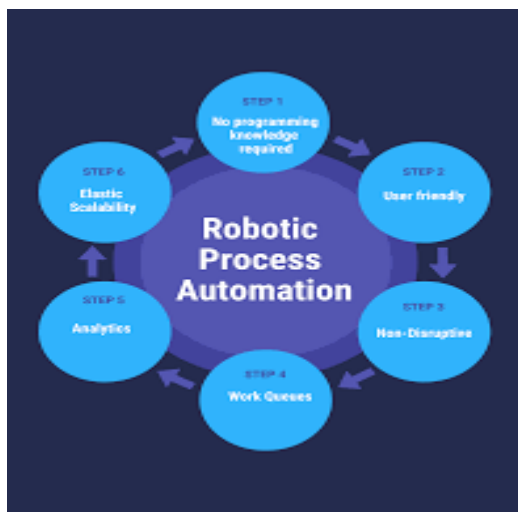 STEP 1
No programming
knowledge
required
STEP 2
User friendly
STEP 3
Non-Disruptive
STEP 4
Work Queues
STEP 5
Analytics
STEP 6
Elastic
Scalability
Robotic
Process
Automation